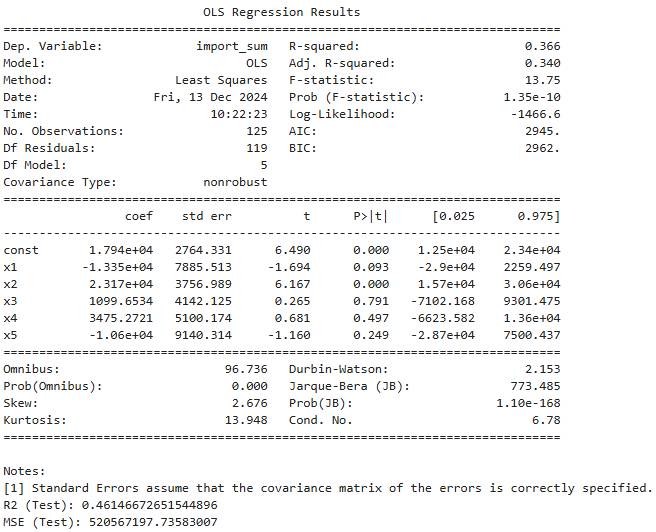 OLS Regression Results
==============================================================================
Dep. Variable: import_sum R-squared: 0.366
Model: OLS Adj. R-squared: 0.340
Method: Least Squares F-statistic: 13.75
Date: Fri, 13 Dec 2024 Prob (F-statistic): 1.35e-10
Time: 10:22:23 Log-Likelihood: -1466.6
No. Observations: 125 AIC: 2945.
Df Residuals: 119 BIC: 2962.
Df Model: 5
Covariance Type: nonrobust
==============================================================================
coef std err t P>|t| [0.025 0.975]
------------------------------------------------------------------------------
const 1.794e+04 2764.331 6.490 0.000 1.25e+04 2.34e+04
x1 -1.335e+04 7885.513 -1.694 0.093 -2.9e+04 2259.497
x2 2.317e+04 3756.989 6.167 0.000 1.57e+04 3.06e+04
x3 1099.6534 4142.125 0.265 0.791 -7102.168 9301.475
x4 3475.2721 5100.174 0.681 0.497 -6623.582 1.36e+04
x5 -1.06e+04 9140.314 -1.160 0.249 -2.87e+04 7500.437
==============================================================================
Omnibus: 96.736 Durbin-Watson: 2.153
Prob(Omnibus): 0.000 Jarque-Bera (JB): 773.485
Skew: 2.676 Prob(JB): 1.10e-168
Kurtosis: 13.948 Cond. No. 6.78
==============================================================================
Notes:
[1] Standard Errors assume that the covariance matrix of the errors is correctly specified.
R2 (Test): 0.46146672651544896
MSE (Test): 520567197.73583007